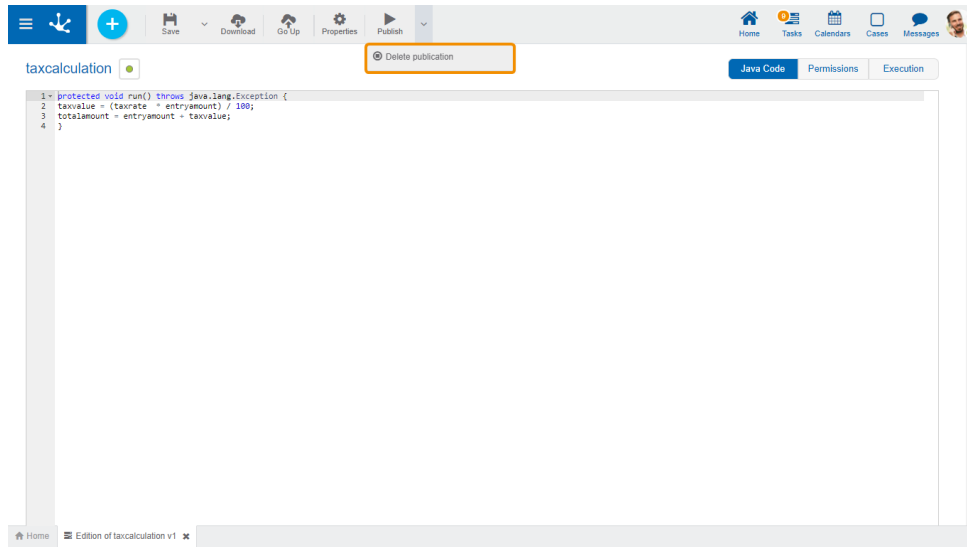 Save
Download
Go Up
Properties
Publish
Home
9
Tasks
Calendars
Cases
Messages
Delete publication
taxcalculation
Java Code
Permissions
Execution
1 protected void run() throws java.lang.Exception {
2 taxvalue = (taxrate * entryamount) / 100;
3 totalamount = entryamount + taxvalue;
4 }
Home
Edition of taxcalculation v1